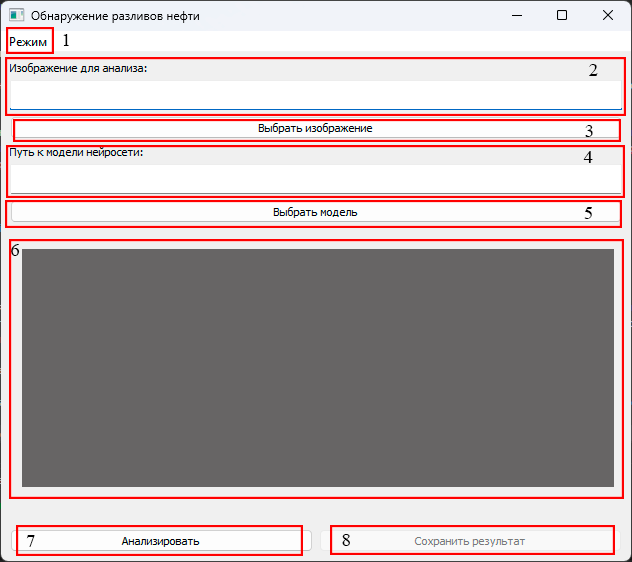 Обнаружение разливов нефти
Режим 1
Изображение для анализа: 2
Выбрать изображение 3
Путь к модели нейросети: 4
Выбрать модель 5
6
7 Анализировать 8 Сохранить результат